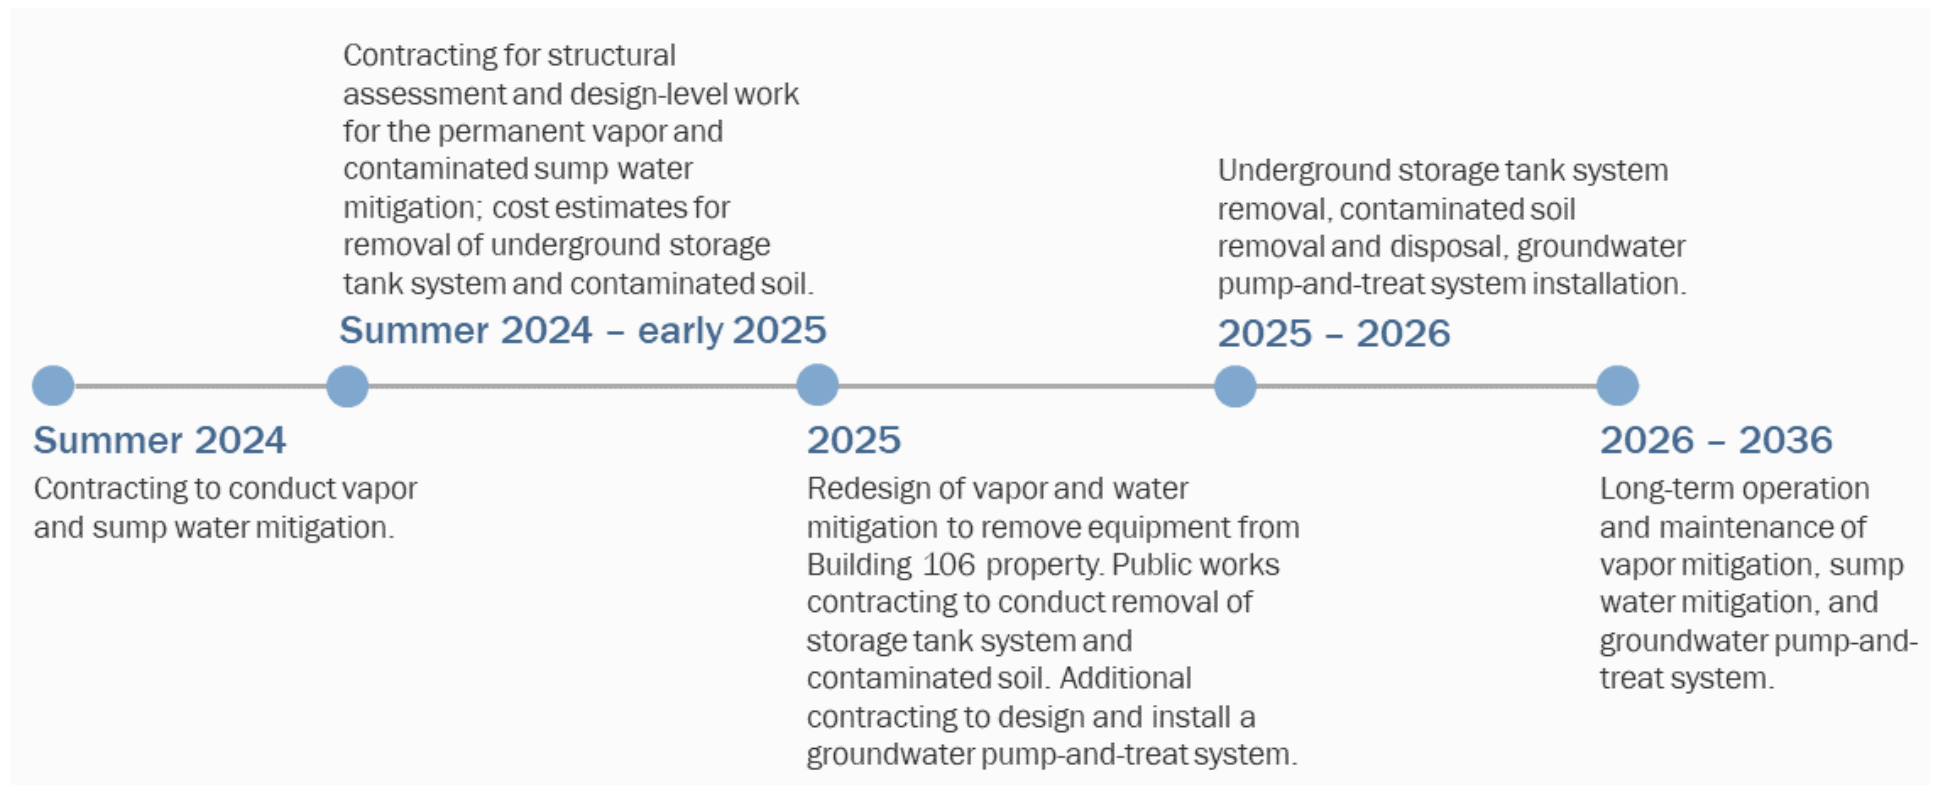 Contracting for structural
assessment and design-level work
for the permanent vapor and
contaminated sump water
mitigation; cost estimates for
removal of underground storage
tank system and contaminated soil.
Summer 2024 – early 2025
Underground storage tank system
removal, contaminated soil
removal and disposal, groundwater
pump-and-treat system installation.
2025 – 2026
Summer 2024
Contracting to conduct vapor
and sump water mitigation.
2025
Redesign of vapor and water
mitigation to remove equipment from
Building 106 property. Public works
contracting to conduct removal of
storage tank system and
contaminated soil. Additional
contracting to design and install a
groundwater pump-and-treat system.
2026 – 2036
Long-term operation
and maintenance of
vapor mitigation, sump
water mitigation, and
groundwater pump-and-
treat system.